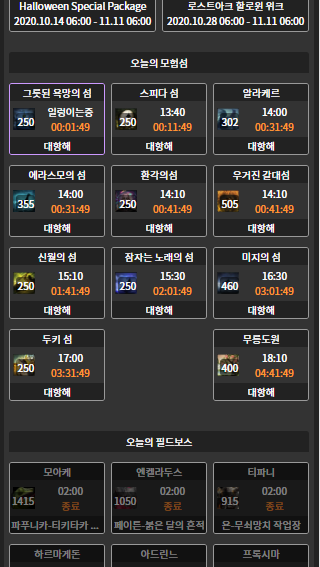 Halloween Special Package
2020.10.14 06:00 - 11.11 06:00
로스트아크 할로윈 위크
2020.10.28 06:00 - 11.11 06:00
오늘의 모험섬
그릇된 욕망의 섬
250
일렁이는중
00:01:49
대항해
스피다 섬
250
13:40
00:11:49
대항해
알라케르
302
14:00
00:31:49
대항해
에라스모의 섬
355
14:00
00:31:49
대항해
환각의섬
250
14:10
00:41:49
대항해
우거진 갈대섬
505
14:10
00:41:49
대항해
신월의 섬
250
15:10
01:41:49
대항해
잠자는 노래의 섬
250
15:30
02:01:49
대항해
미지의 섬
460
16:30
03:01:49
대항해
두키 섬
250
17:00
03:31:49
대항해
무릉도원
400
18:10
04:41:49
대항해
오늘의 필드보스
모아케
1415
02:00
종료
파푸니카-티키타카 ...
엔켈라두스
1050
02:00
종료
페이튼-붉은 달의 흔적
티파니
915
02:00
종료
욘-무쇠망치 작업장
하르마게돈
아드린느
프록시마